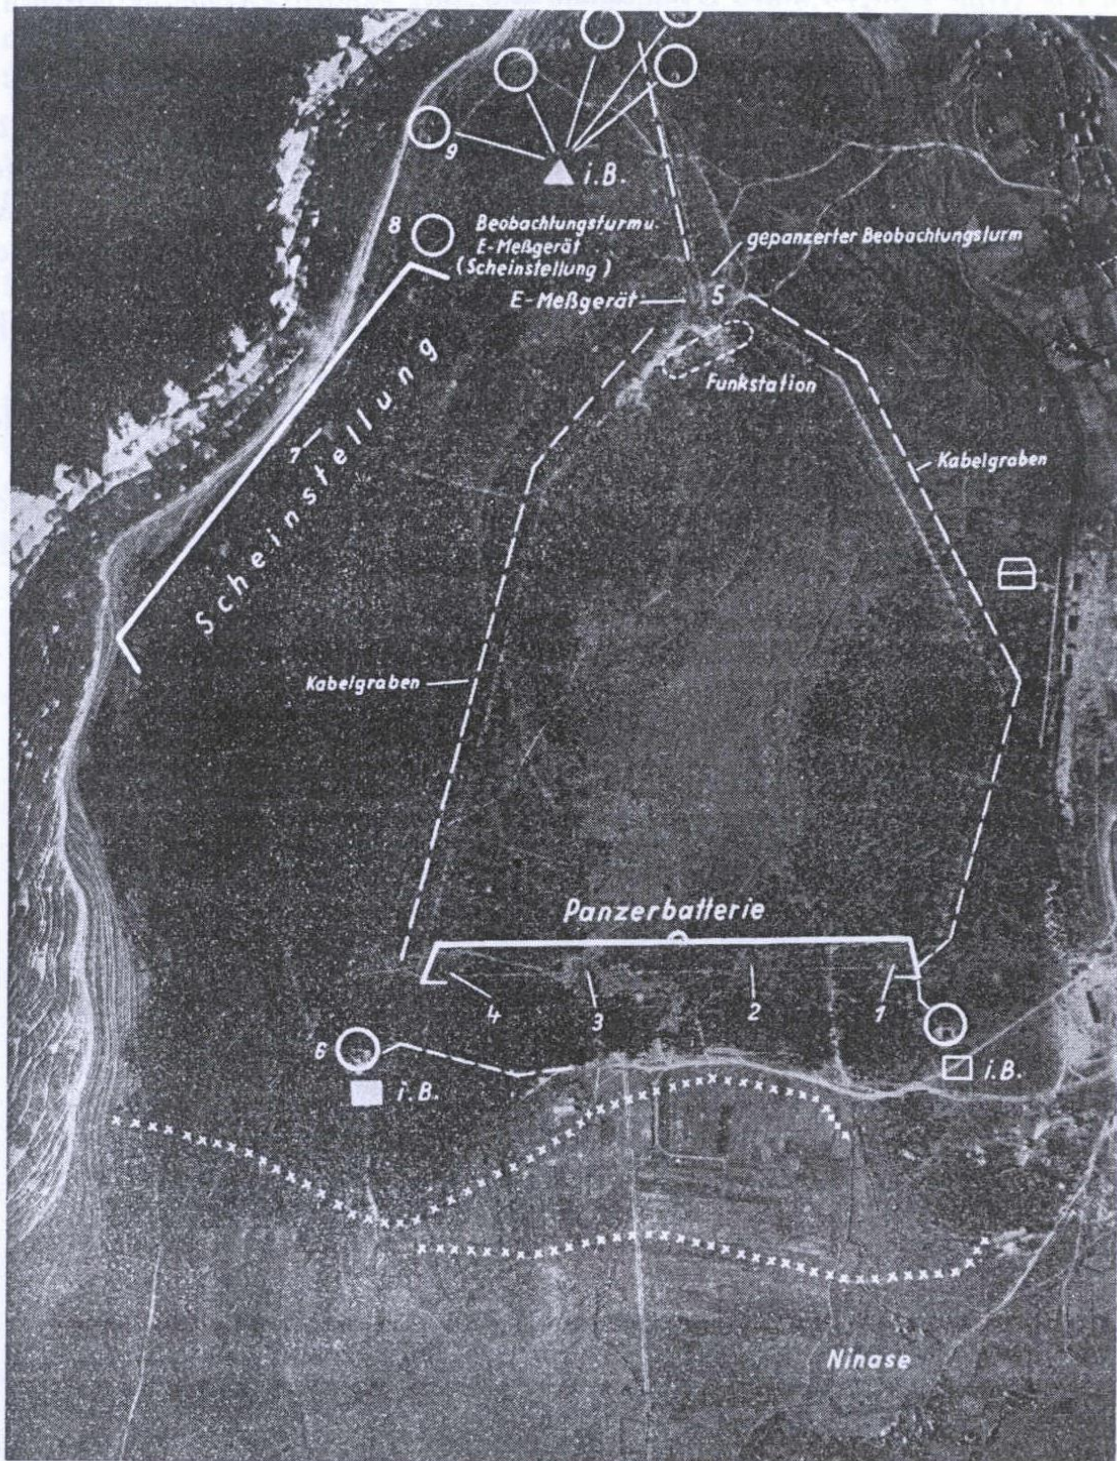 9
i.B.
8
Beobachtungsturm u.
E-Meßgerät
(Scheinstellung)
gepanzerter Beobachtungsturm
E-Meßgerät
5
Funkstation
Scheinstellung
7
Kabelgraben
Kabelgraben
Panzerbatterie
4
3
2
1
6
i.B.
i.B.
Ninase